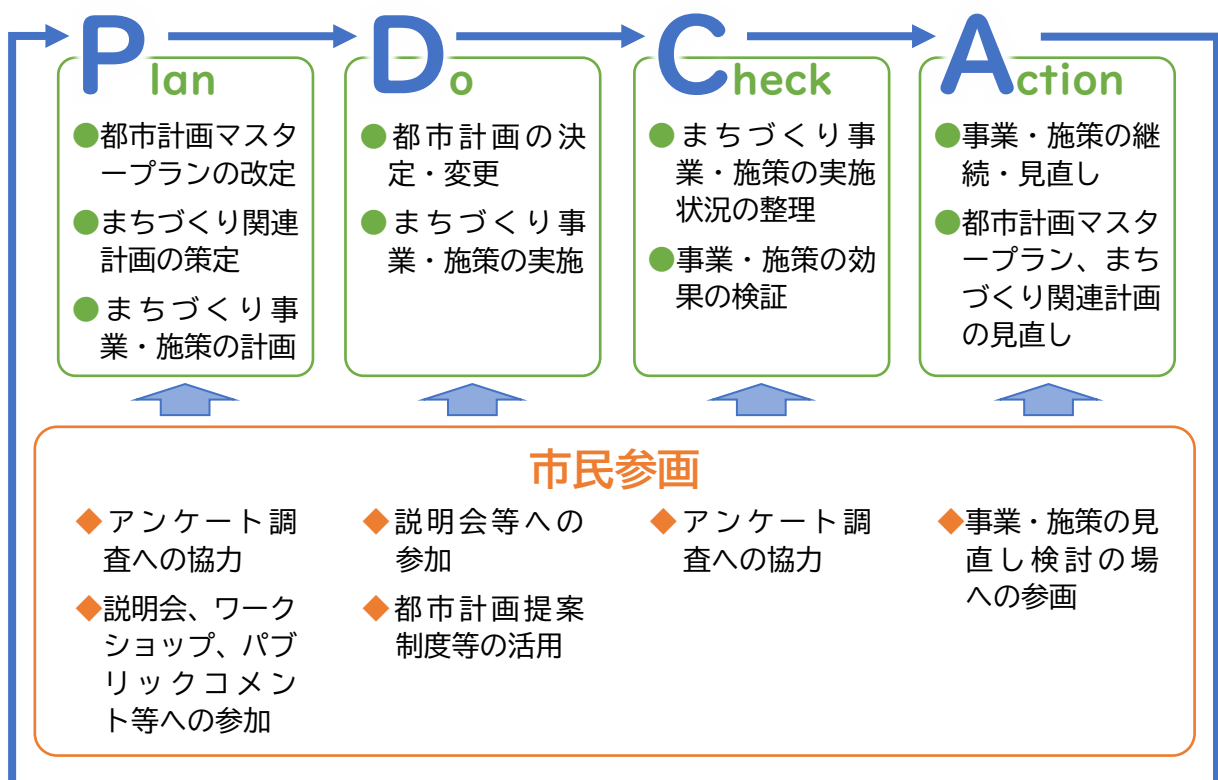 Plan
●都市計画マスタ
ープランの改定
●まちづくり関連
計画の策定
●まちづくり事
業・施策の計画
Do
●都市計画の決
定・変更
●まちづくり事
業・施策の実施
Check
●まちづくり事
業・施策の実施
状況の整理
●事業・施策の効
果の検証
Action
●事業・施策の継
続・見直し
●都市計画マスタ
ープラン、まち
づくり関連計画
の見直し
市民参画
◆アンケート調
査への協力
◆説明会、ワーク
ショップ、パブ
リックコメン
ト等への参加
◆説明会等への
参加
◆都市計画提案
制度等の活用
◆アンケート調
査への協力
◆事業・施策の見
直し検討の場
への参画